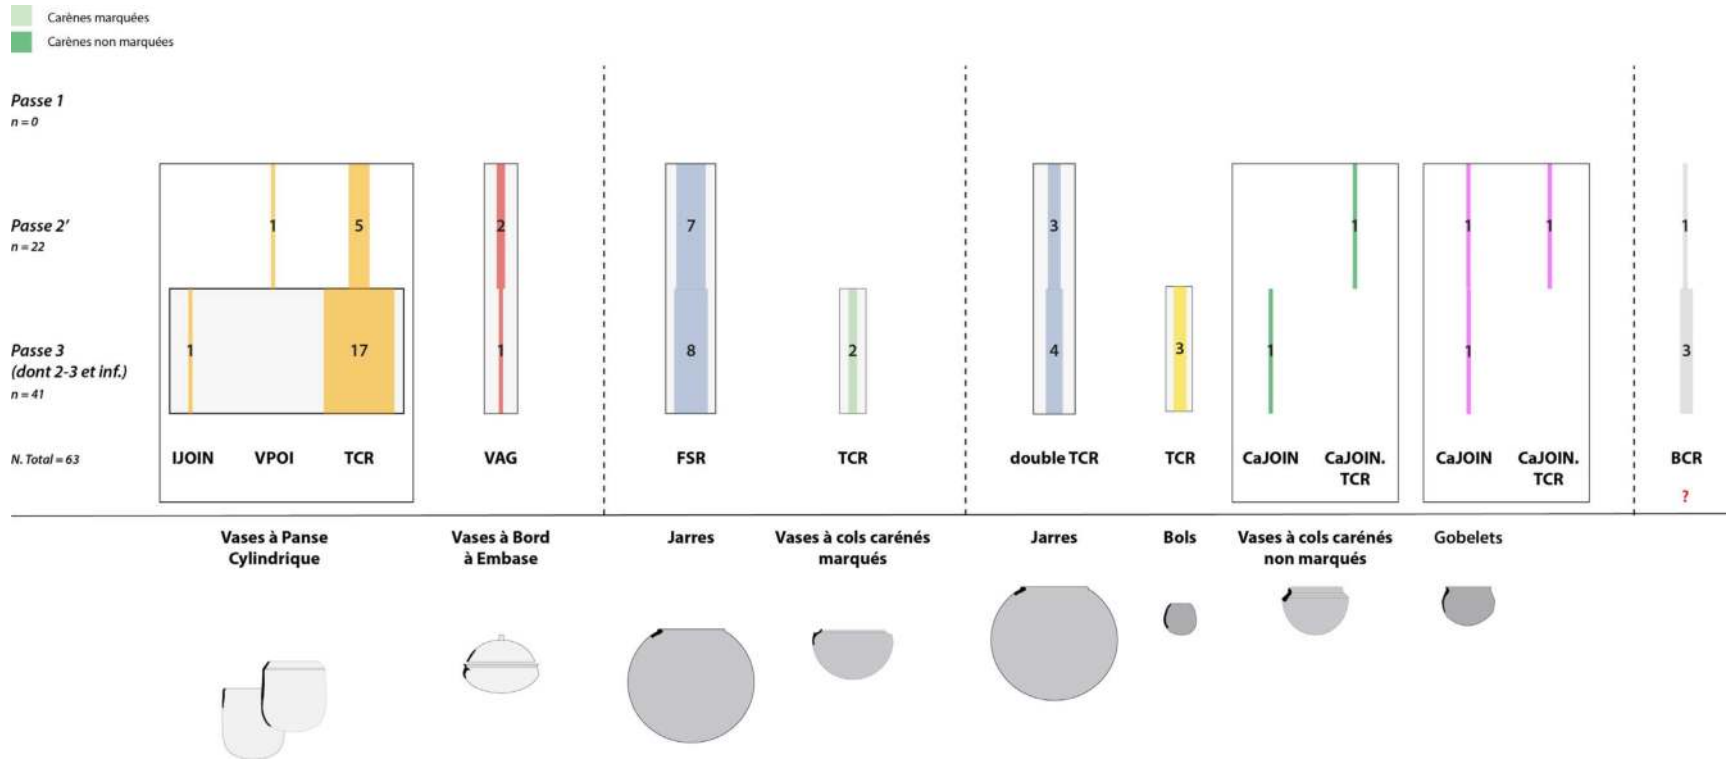 Carènes marquées
Carènes non marquées
Passe 1
n = 0
Passe 2'
n = 22
1 5 2 7 3 1 1 1 1
Passe 3
(dont 2-3 et inf.)
n = 41
1 17 1 8 2 4 3 1 1 3
N. Total = 63
IJOIN VPOI TCR VAG FSR TCR double TCR TCR CaJOIN CaJOIN. CaJOIN CaJOIN. BCR
TCR TCR
?
Vases à Panse Vases à Bord Jarres Vases à cols carénés Jarres Bols Vases à cols carénés Gobelets
Cylindrique à Embase marqués non marqués